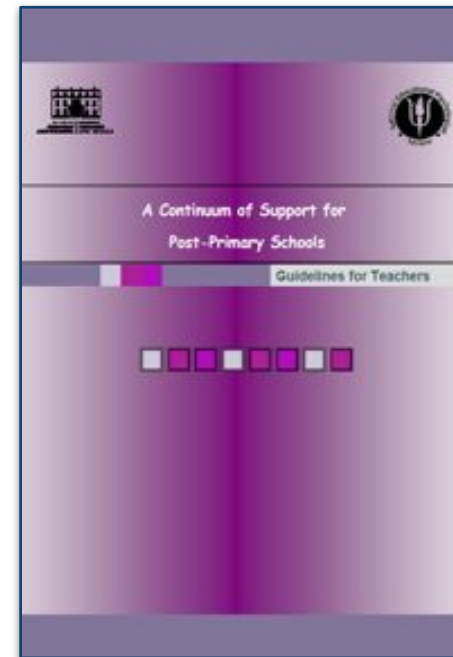 A Continuum of Support for
Post-Primary Schools
Guidelines for Teachers